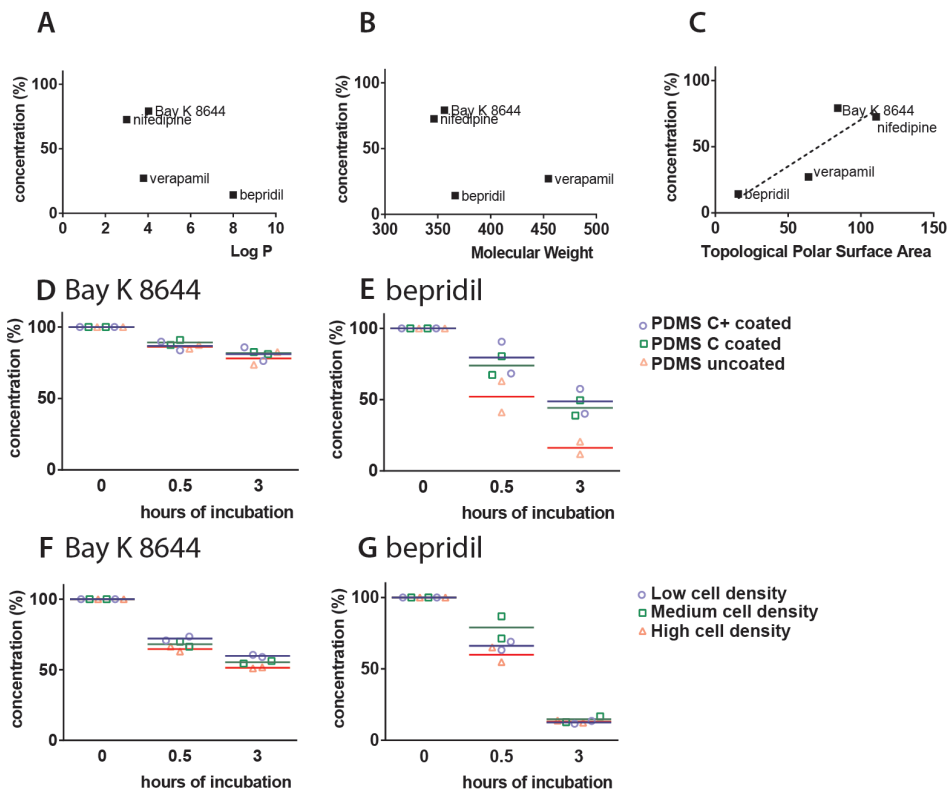 A
B
C
concentration (%)
100
50
0
Bay K 8644
nifedipine
verapamil
bepridil
0 2 4 6 8 10
Log P
concentration (%)
100
50
0
Bay K 8644
nifedipine
verapamil
bepridil
300 350 400 450 500
Molecular Weight
concentration (%)
100
50
0
Bay K 8644
nifedipine
verapamil
bepridil
0 50 100 150
Topological Polar Surface Area
D Bay K 8644
concentration (%)
100
50
0
0 0.5 3
hours of incubation
E bepridil
concentration (%)
100
50
0
0 0.5 3
hours of incubation
PDMS C+ coated
PDMS C coated
PDMS uncoated
F Bay K 8644
concentration (%)
100
50
0
0 0.5 3
hours of incubation
G bepridil
concentration (%)
100
50
0
0 0.5 3
hours of incubation
Low cell density
Medium cell density
High cell density